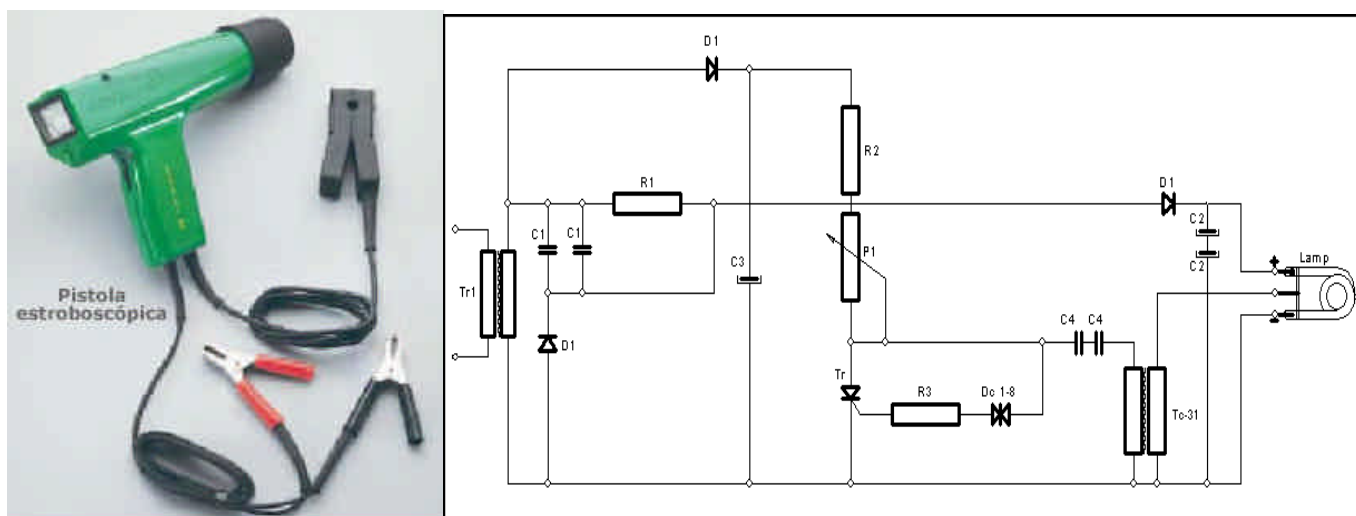 Pistola
estroboscópica
D1
R2
R1
D1
C1
C1
C2
P1
C3
C2
Lamp
+
Tr1
-
D1
C4
C4
Tr
R3
Dc 1-8
Tc-31